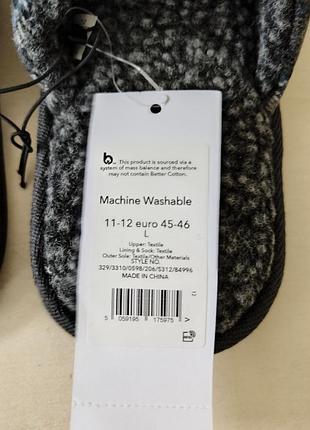 This product is sourced via a
system of mass balance and therefore
may not contain Better Cotton.
Machine Washable
11-12 euro 45-46
L
Upper: Textile
Lining & Sock: Textile
Outer Sole: Textile/Other Materials
STYLE NO.
329/3310/0598/206/5312/84996
MADE IN CHINA
12
5 059195 175975 >